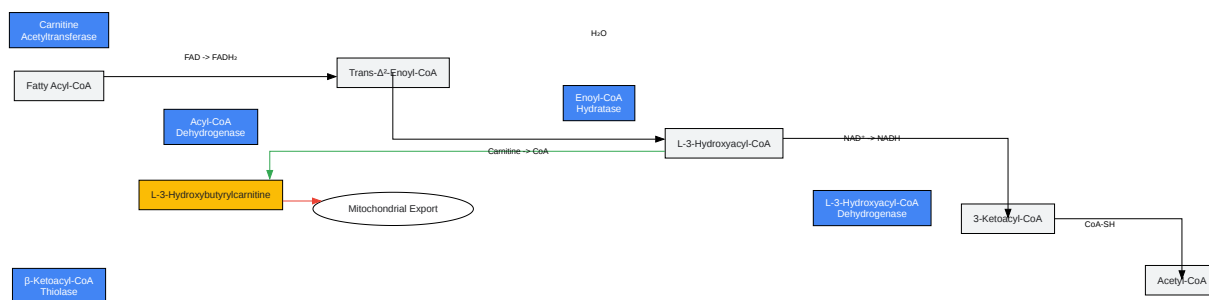 Carnitine
Acetyltransferase
H₂O
FAD -> FADH₂
Fatty Acyl-CoA
Trans-Δ²-Enoyl-CoA
Enoyl-CoA
Hydratase
Acyl-CoA
Dehydrogenase
L-3-Hydroxyacyl-CoA
NAD⁺ -> NADH
Carnitine -> CoA
L-3-Hydroxybutyrylcarnitine
Mitochondrial Export
L-3-Hydroxyacyl-CoA
Dehydrogenase
3-Ketoacyl-CoA
CoA-SH
β-Ketoacyl-CoA
Thiolase
Acetyl-CoA